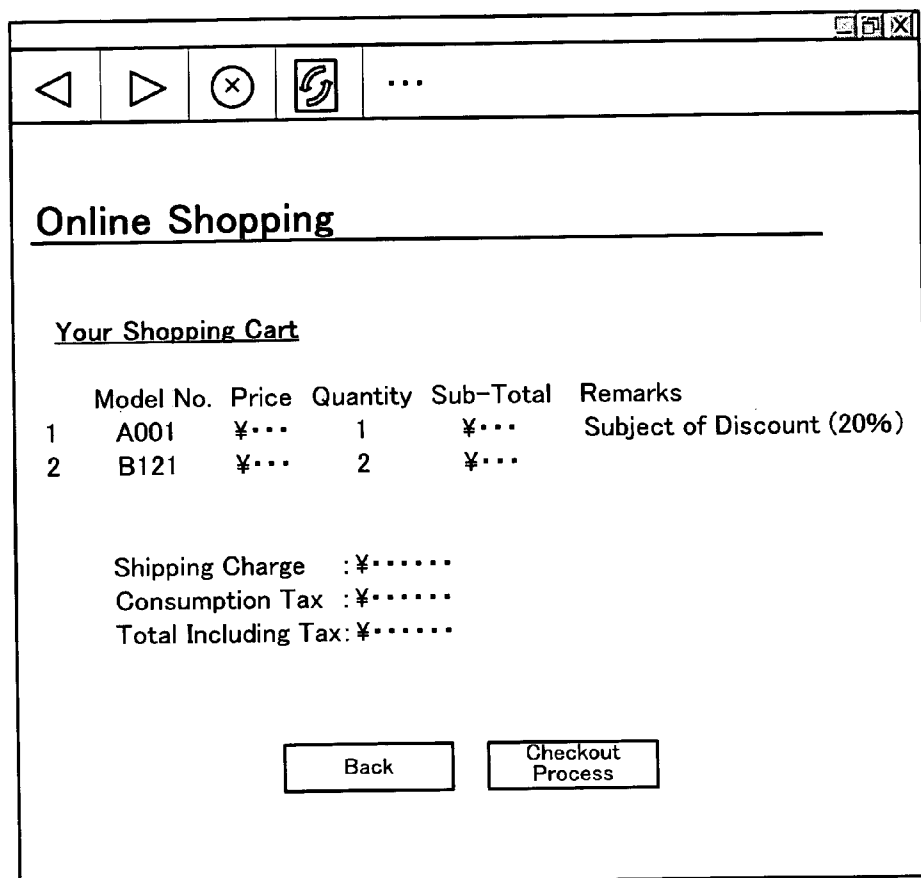 ...
Online Shopping
Your Shopping Cart
Model No. Price Quantity Sub-Total Remarks
1 A001 ¥··· 1 ¥··· Subject of Discount (20%)
2 B121 ¥··· 2 ¥···
Shipping Charge :¥······
Consumption Tax :¥······
Total Including Tax:¥······
Back
Checkout
Process